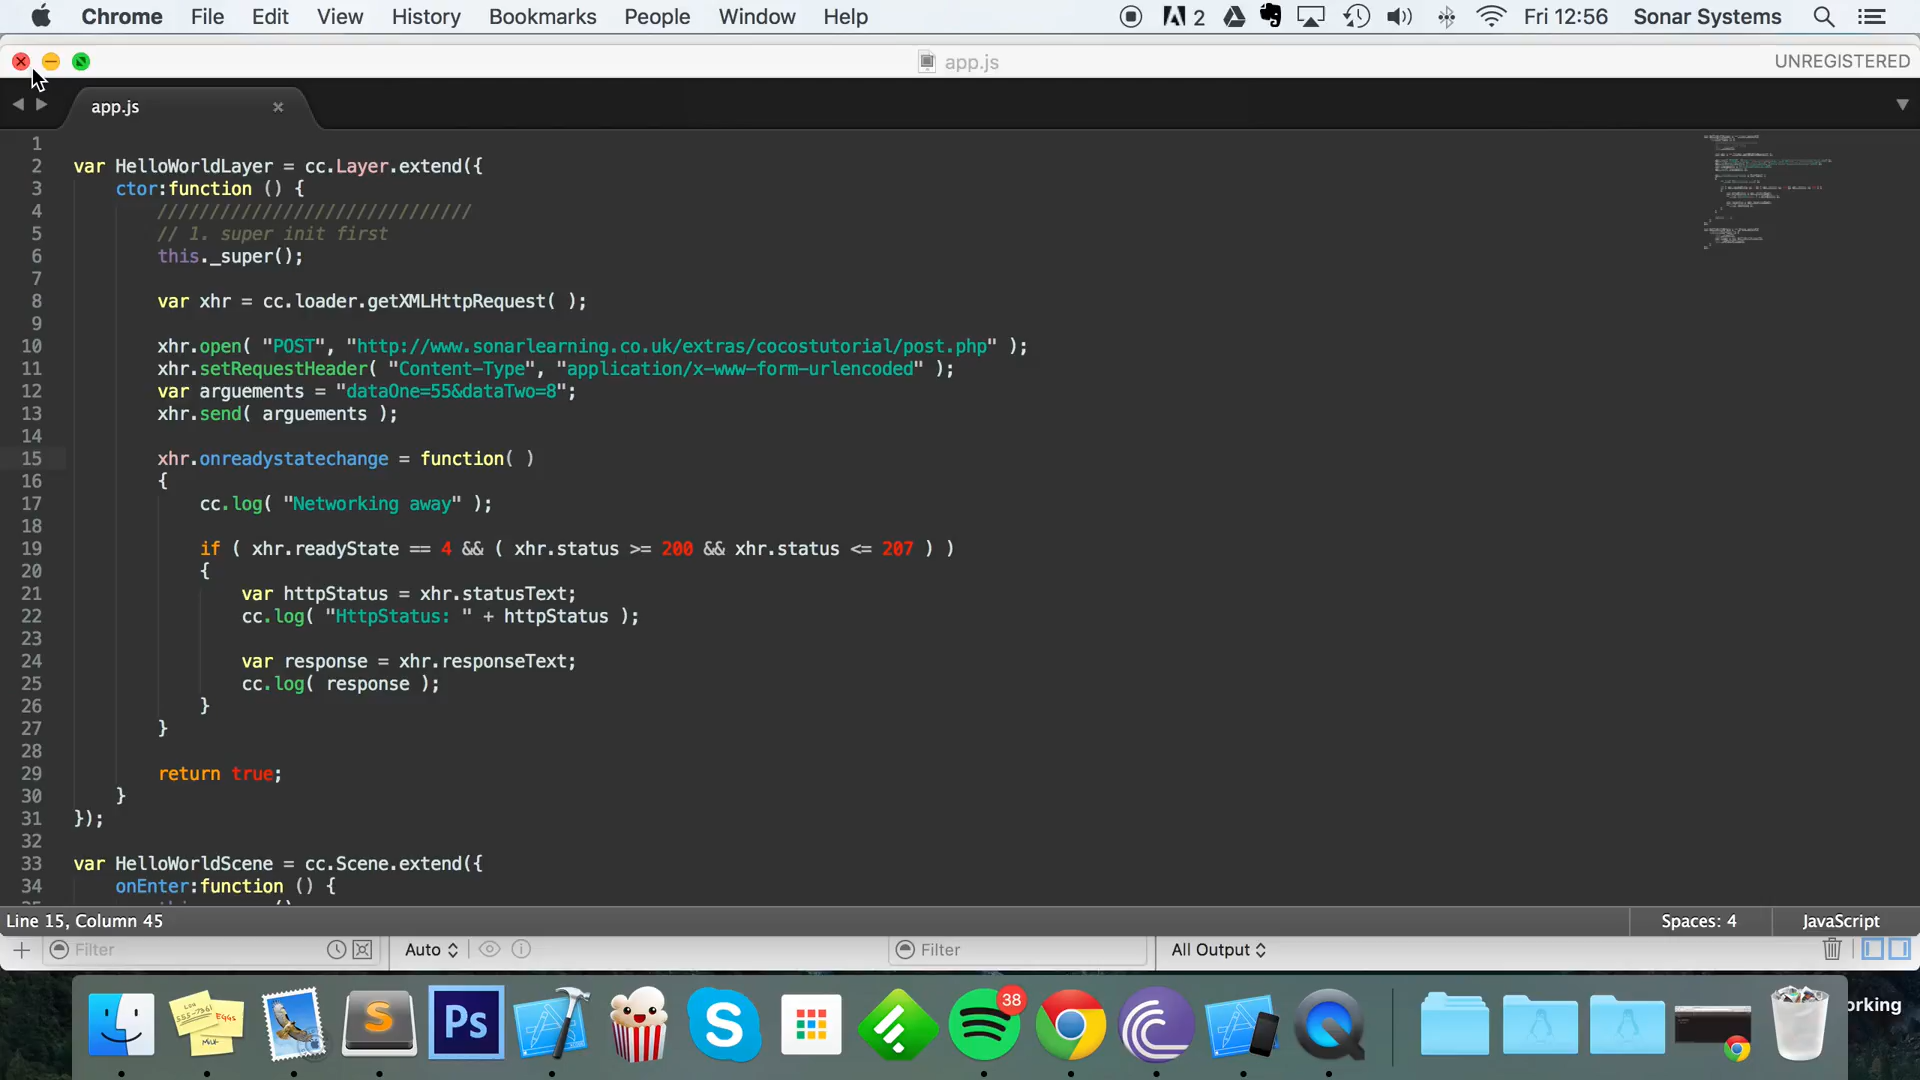 Chrome File Edit View History Bookmarks People Window Help 2 Fri 12:56 Sonar Systems
app.js UNREGISTERED
app.js
1
2 var HelloWorldLayer = cc.Layer.extend({
3 ctor:function () {
4 //////////////////////////////
5 // 1. super init first
6 this._super();
7
8 var xhr = cc.loader.getXMLHttpRequest( );
9
10 xhr.open( "POST", "http://www.sonarlearning.co.uk/extras/cocostutorial/post.php" );
11 xhr.setRequestHeader( "Content-Type", "application/x-www-form-urlencoded" );
12 var arguements = "dataOne=55&dataTwo=8";
13 xhr.send( arguements );
14
15 xhr.onreadystatechange = function( )
16 {
17 cc.log( "Networking away" );
18
19 if ( xhr.readyState == 4 && ( xhr.status >= 200 && xhr.status <= 207 ) )
20 {
21 var httpStatus = xhr.statusText;
22 cc.log( "HttpStatus: " + httpStatus );
23
24 var response = xhr.responseText;
25 cc.log( response );
26 }
27 }
28
29 return true;
30 }
31 });
32
33 var HelloWorldScene = cc.Scene.extend({
34 onEnter:function () {
Line 15, Column 45 Spaces: 4 JavaScript
Filter Auto Filter All Output
38
Ps
orking